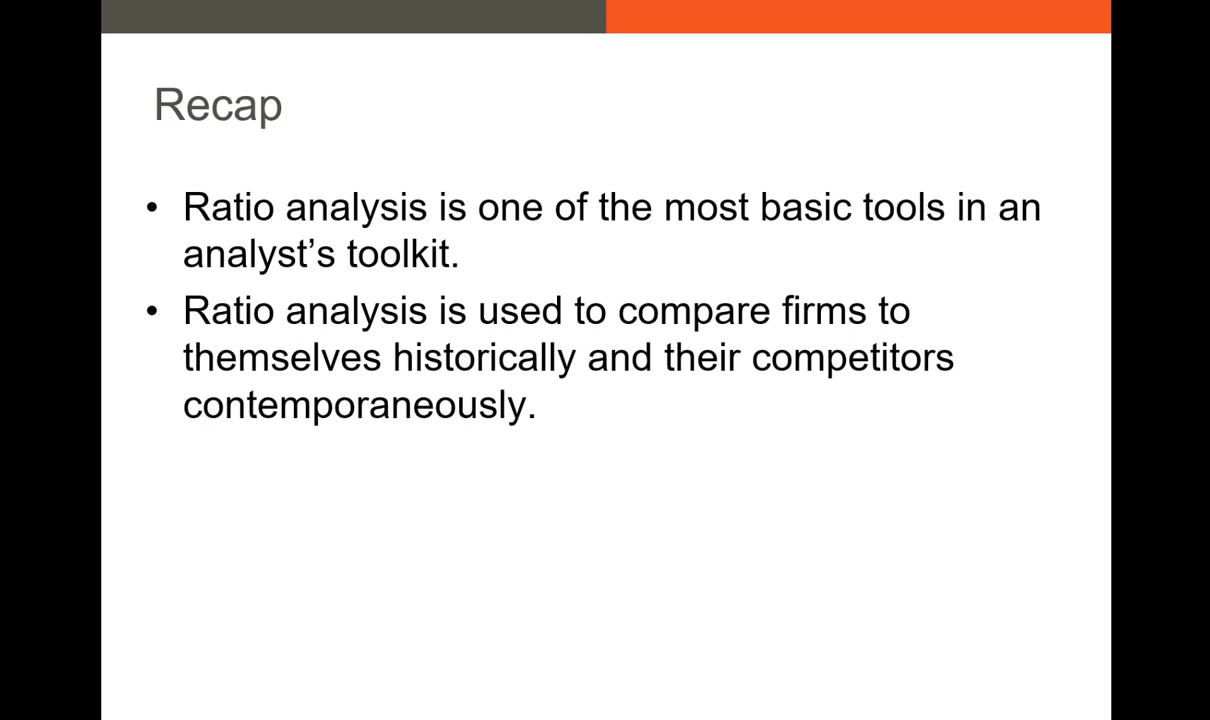 Recap
• Ratio analysis is one of the most basic tools in an
analyst’s toolkit.
• Ratio analysis is used to compare firms to
themselves historically and their competitors
contemporaneously.